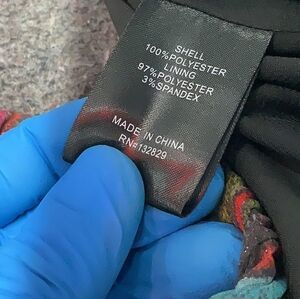 SHELL
100%POLYESTER
LINING
97%POLYESTER
3%SPANDEX
MADE IN CHINA
RN#132829